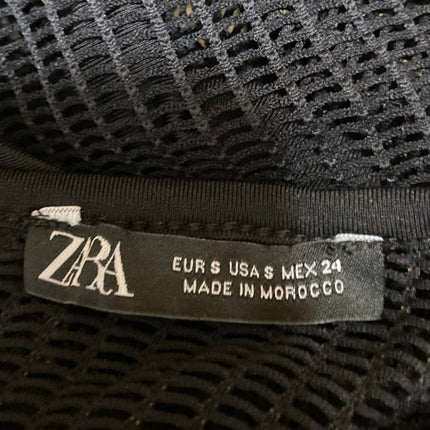 ZARA
EUR S USA S MEX 24
MADE IN MOROCCO